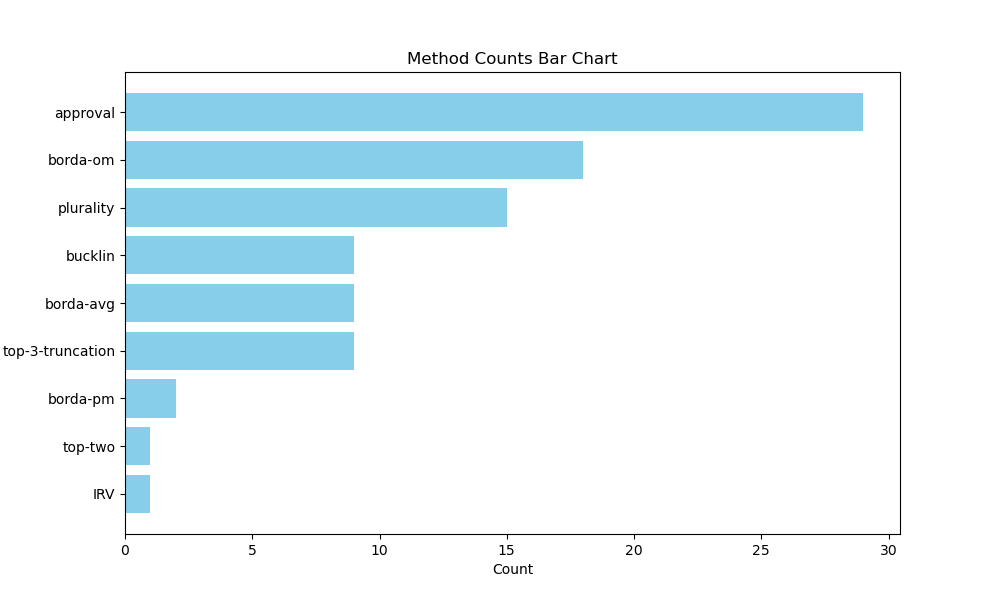 Method Counts Bar Chart
approval
borda-om
plurality
bucklin
borda-avg
top-3-truncation
borda-pm
top-two
IRV
0 5 10 15 20 25 30
Count